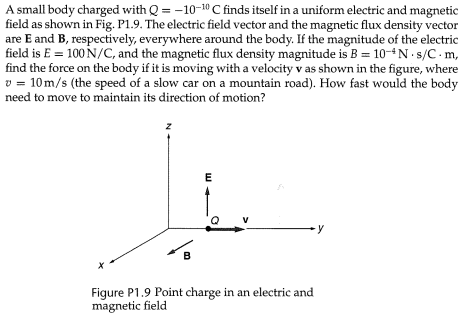 A small body charged with Q = −10⁻¹⁰ C finds itself in a uniform electric and magnetic
field as shown in Fig. P1.9. The electric field vector and the magnetic flux density vector
are E and B, respectively, everywhere around the body. If the magnitude of the electric
field is E = 100 N/C, and the magnetic flux density magnitude is B = 10⁻⁴ N · s/C · m,
find the force on the body if it is moving with a velocity v as shown in the figure, where
v = 10 m/s (the speed of a slow car on a mountain road). How fast would the body
need to move to maintain its direction of motion?
z
E
Q v
y
B
x
Figure P1.9 Point charge in an electric and
magnetic field